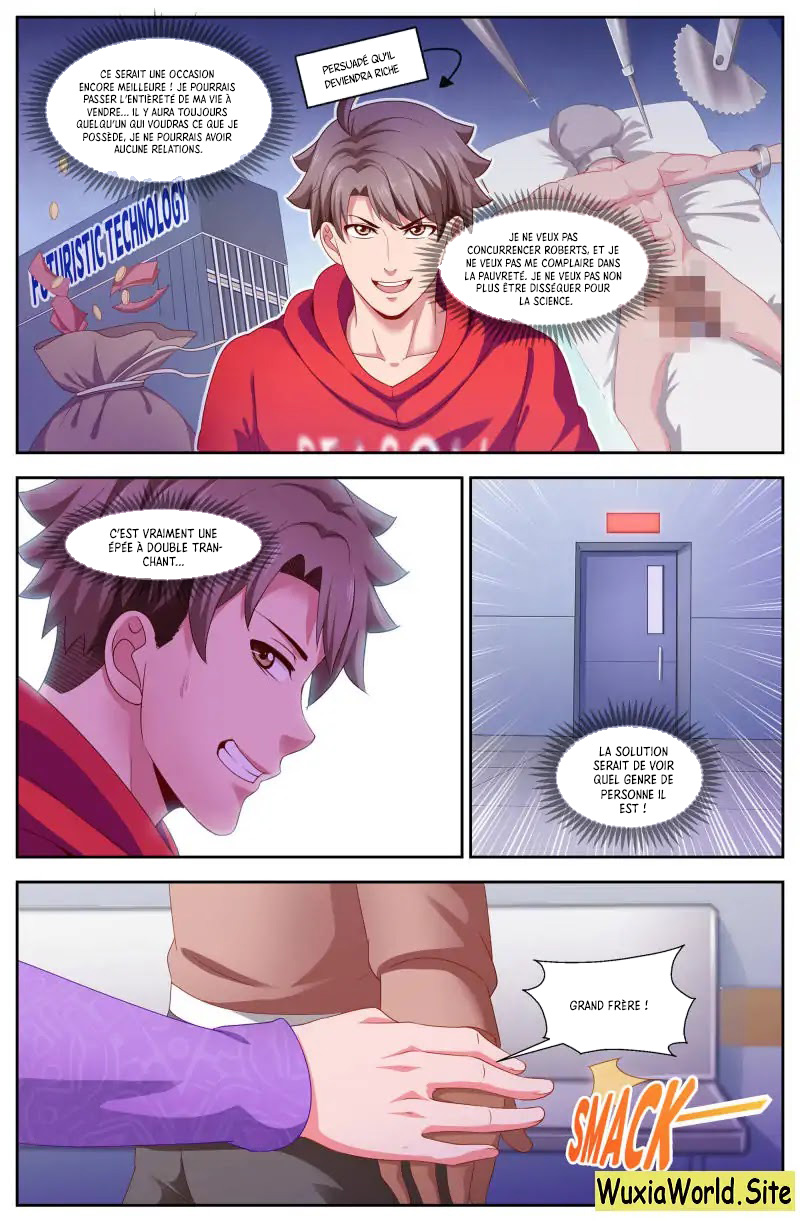 CE SERAIT UNE OCCASION
ENCORE MEILLEURE ! JE POURRAIS
PASSER L'ENTIÈRETÉ DE MA VIE À
VENDRE... IL Y AURA TOUJOURS
QUELQU'UN QUI VOUDRAS CE QUE JE
POSSÈDE, JE NE POURRAIS AVOIR
AUCUNE RELATIONS.
PERSUADÉ QU'IL
DEVIENDRA RICHE
FUTURISTIC TECHNOLOGY
JE NE VEUX PAS
CONCURRENCER ROBERTS, ET JE
NE VEUX PAS ME COMPLAIRE DANS
LA PAUVRETÉ. JE NE VEUX PAS NON
PLUS ÊTRE DISSÉQUER POUR
LA SCIENCE.
C'EST VRAIMENT UNE
ÉPÉE À DOUBLE TRAN-
CHANT...
LA SOLUTION
SERAIT DE VOIR
QUEL GENRE DE
PERSONNE IL
EST !
GRAND FRÈRE !
SMACK
WuxiaWorld.Site